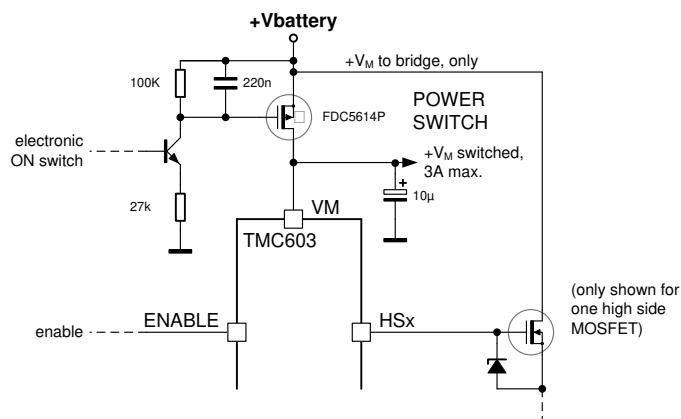 +Vbattery
+VM to bridge, only
100K
220n
FDC5614P
POWER
SWITCH
electronic
ON switch
+VM switched,
3A max.
+
10µ
27k
VM
TMC603
(only shown for
one high side
MOSFET)
ENABLE
HSx
enable